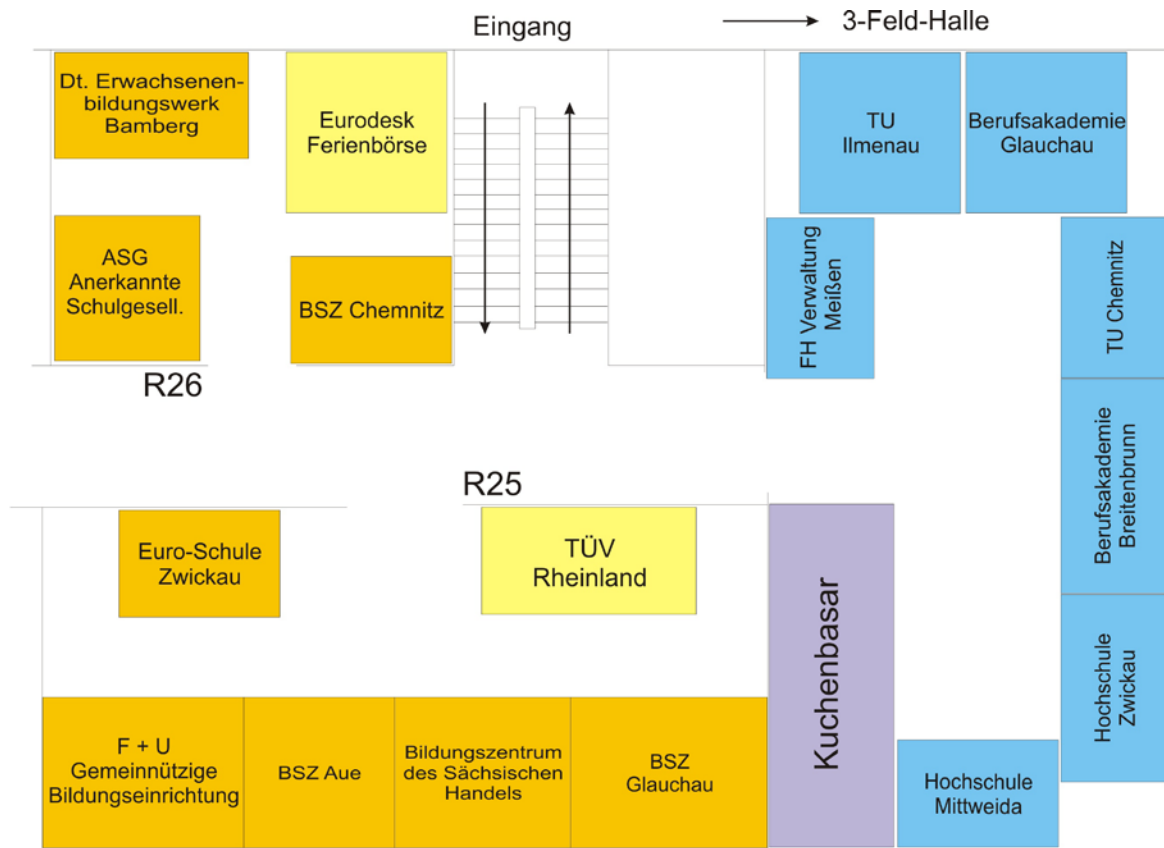 Eingang
3-Feld-Halle
Dt. Erwachsenen-
bildungswerk
Bamberg
Eurodesk
Ferienbörse
TU
Ilmenau
Berufsakademie
Glauchau
ASG
Anerkannte
Schulgesell.
BSZ Chemnitz
FH Verwaltung
Meißen
TU Chemnitz
R26
Berufsakademie
Breitenbrunn
R25
Euro-Schule
Zwickau
TÜV
Rheinland
Kuchenbasar
Hochschule
Zwickau
F + U
Gemeinnützige
Bildungseinrichtung
BSZ Aue
Bildungszentrum
des Sächsischen
Handels
BSZ
Glauchau
Hochschule
Mittweida